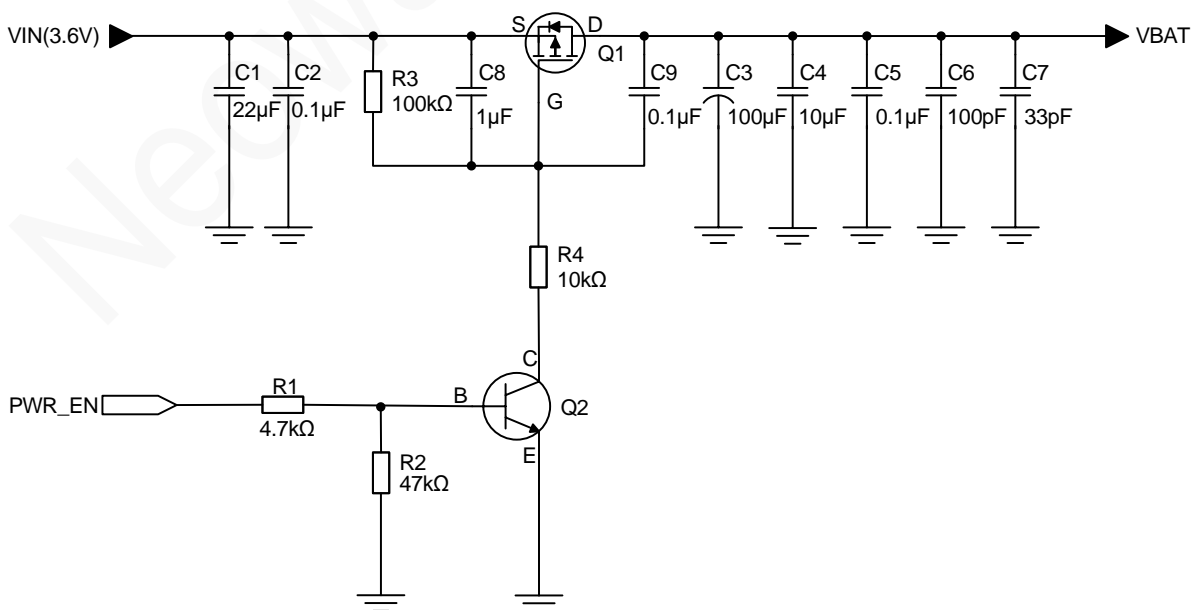 VIN(3.6V)
S
D
Q1
VBAT
G
C1
22µF
C2
0.1µF
R3
100kΩ
C8
1µF
C9
0.1µF
C3
100µF
C4
10µF
C5
0.1µF
C6
100pF
C7
33pF
R4
10kΩ
PWR_EN
R1
4.7kΩ
B
C
Q2
E
R2
47kΩ